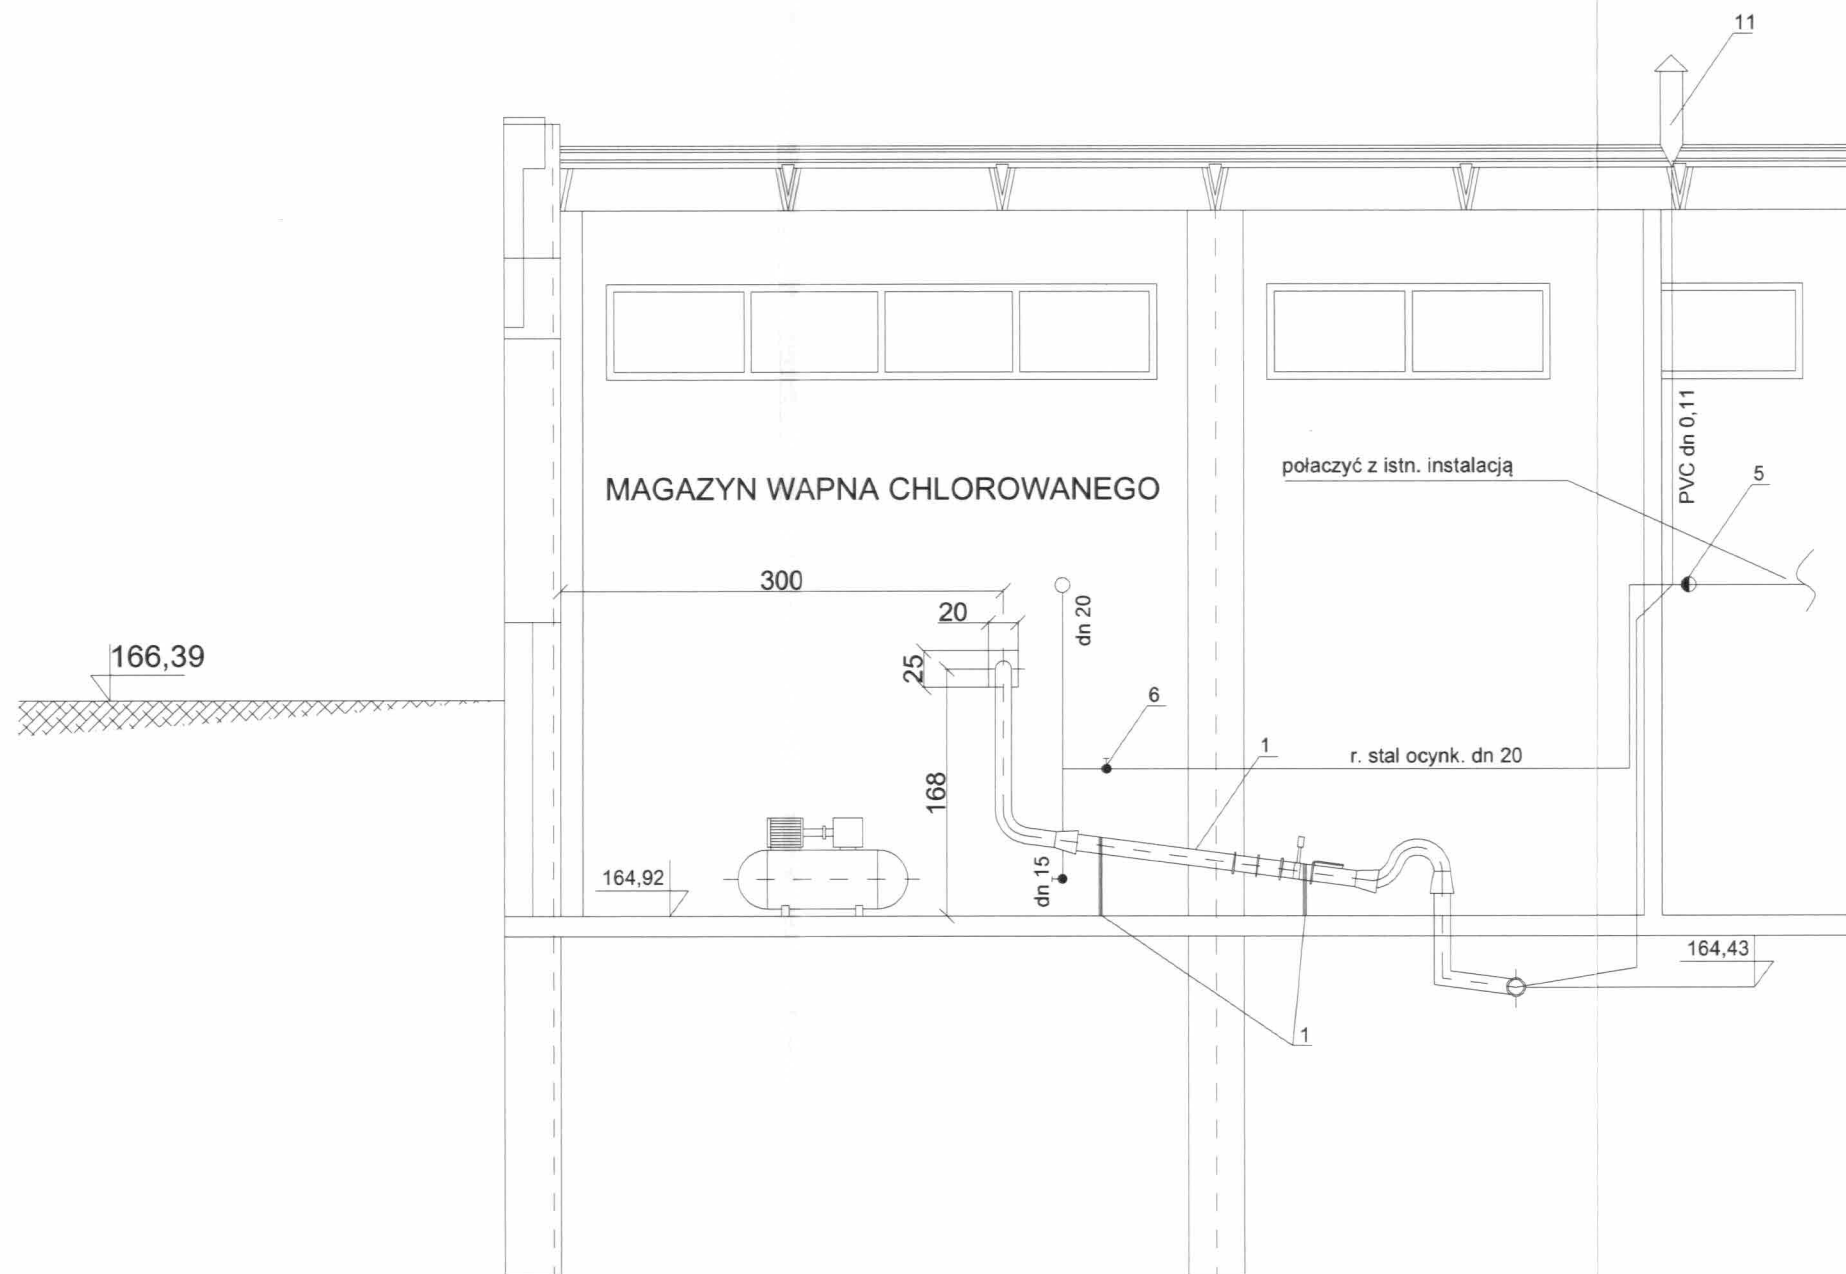 11
PVC dn 0,11
połaczyć z istn. instalacją
5
MAGAZYN WAPNA CHLOROWANEGO
300
20
dn 20
25
166,39
6
1
r. stal ocynk. dn 20
168
164,92
dn 15
164,43
1